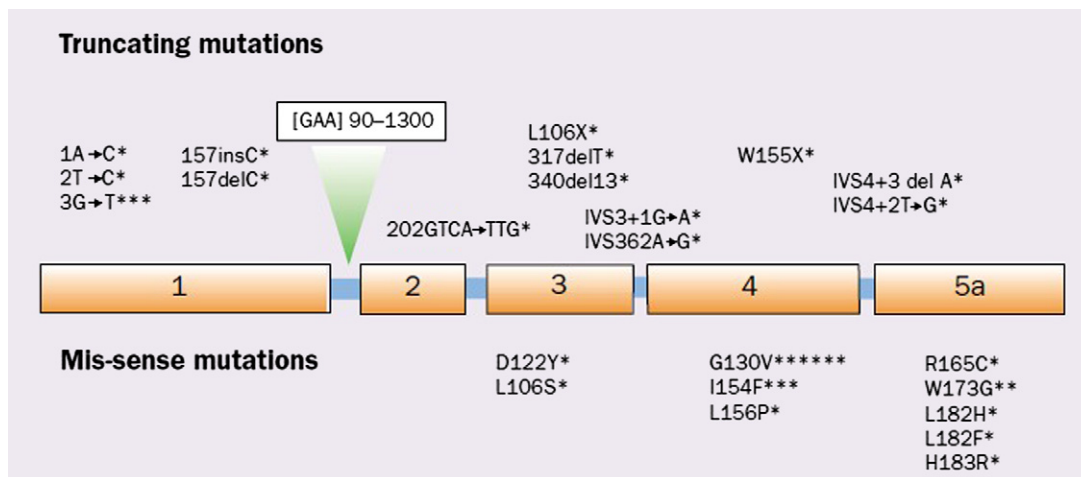 Truncating mutations
[GAA] 90–1300
1A→C*
2T→C*
3G→T***
157insC*
157delC*
202GTCA→TTG*
L106X*
317delT*
340del13*
IVS3+1G→A*
IVS362A→G*
W155X*
IVS4+3 del A*
IVS4+2T→G*
1 2 3 4 5a
Mis-sense mutations
D122Y*
L106S*
G130V******
I154F***
L156P*
R165C*
W173G**
L182H*
L182F*
H183R*